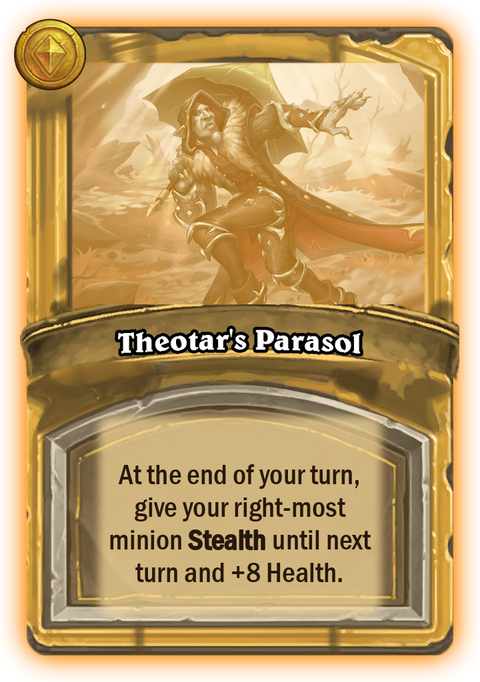 Theotar's Parasol
At the end of your turn,
give your right-most
minion Stealth until next
turn and +8 Health.